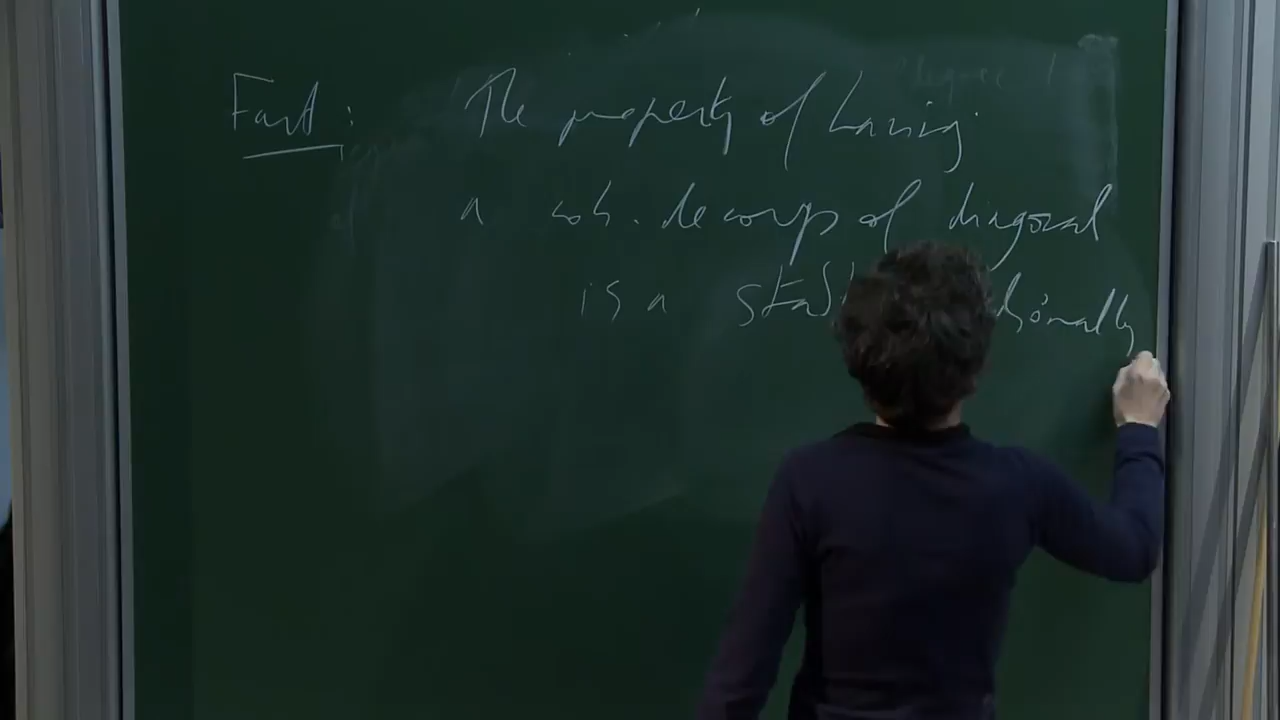 Fact: The property of having
a coh. decomp of diagonal
is a